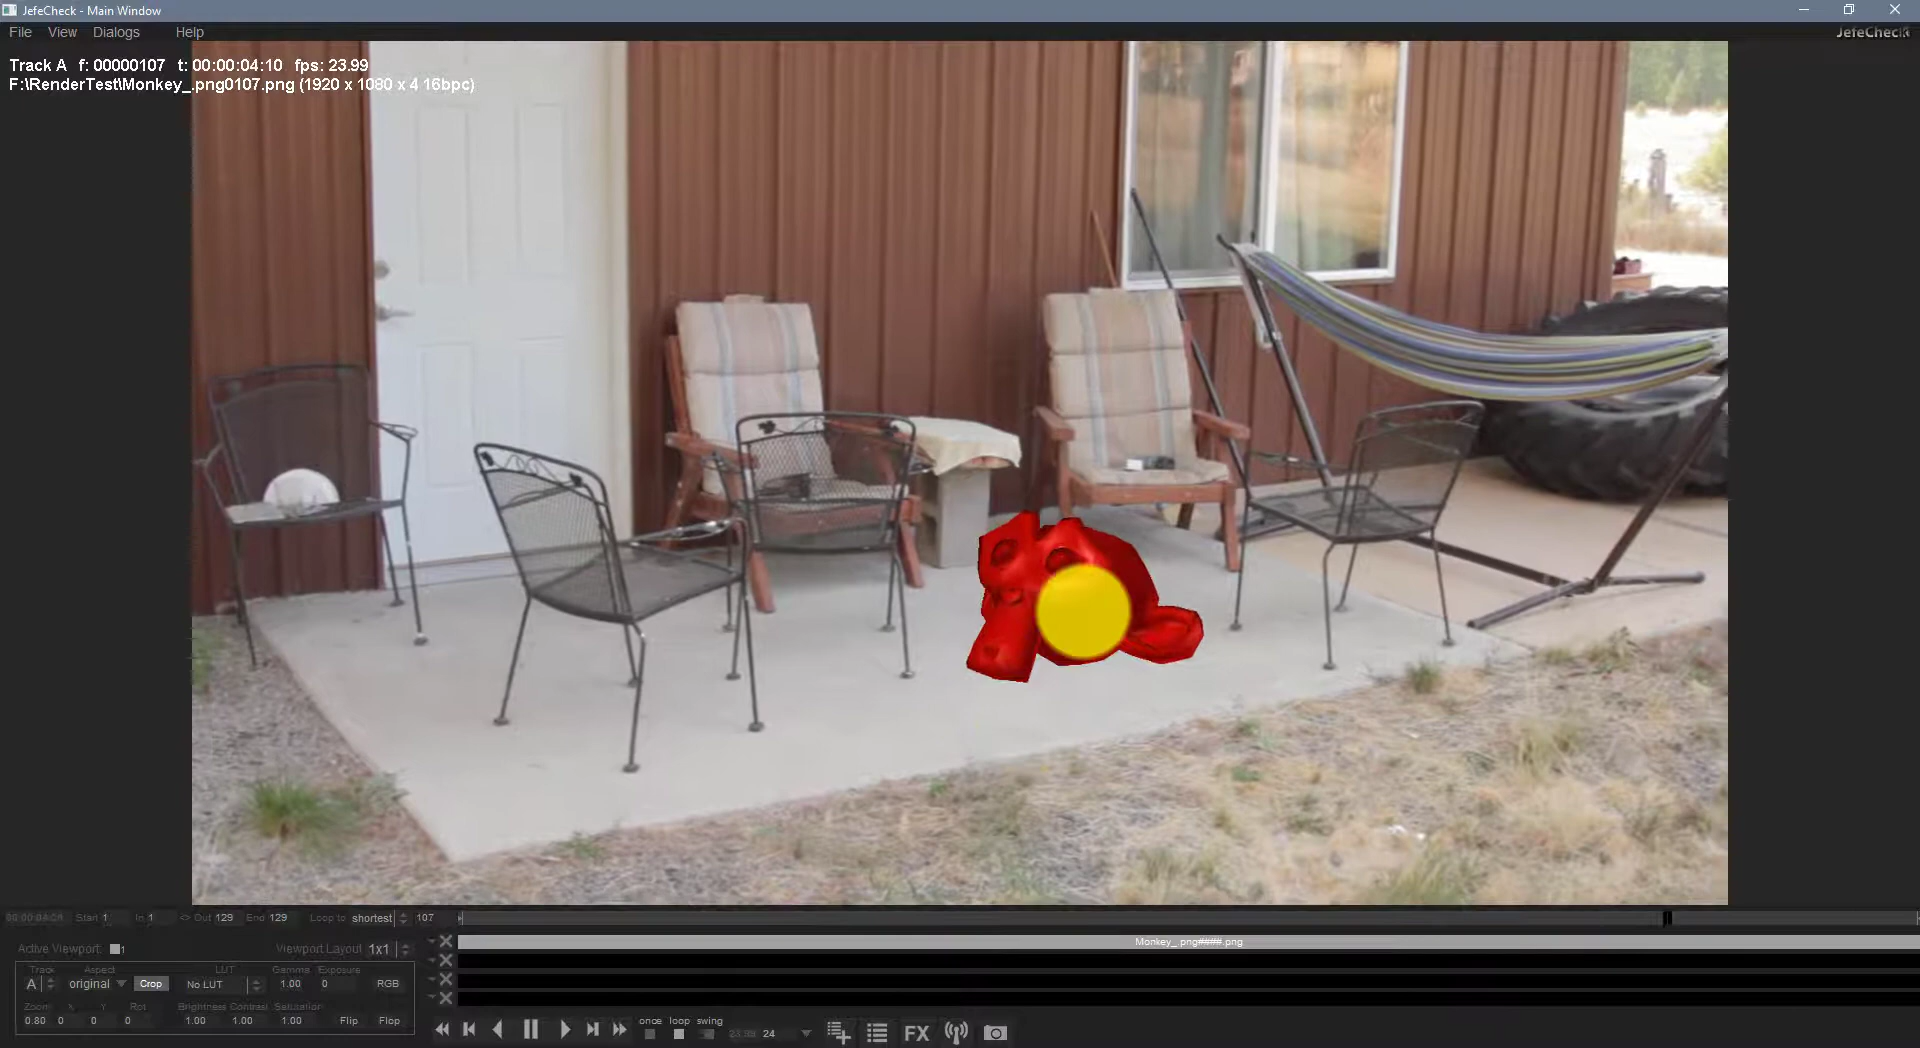 JefeCheck - Main Window
File View Dialogs Help
JefeCheck
Track A f: 00000107 t: 00:00:04:10 fps: 23.99
F:\RenderTest\Monkey_.png0107.png (1920 x 1080 x 4 16bpc)
Start 1 In 1 <> Out 129 End 129 Loop to shortest 107
Active Viewport 1 Viewport Layout 1x1
Monkey_.png####.png
Track Aspect LUT Gamma Exposure
A original Crop No LUT 1.00 0 RGB
Zoom X Y Rot Brightness Contrast Saturation
0.80 0 0 0 1.00 1.00 1.00 Flip Flop
once loop swing
23.99 24
FX